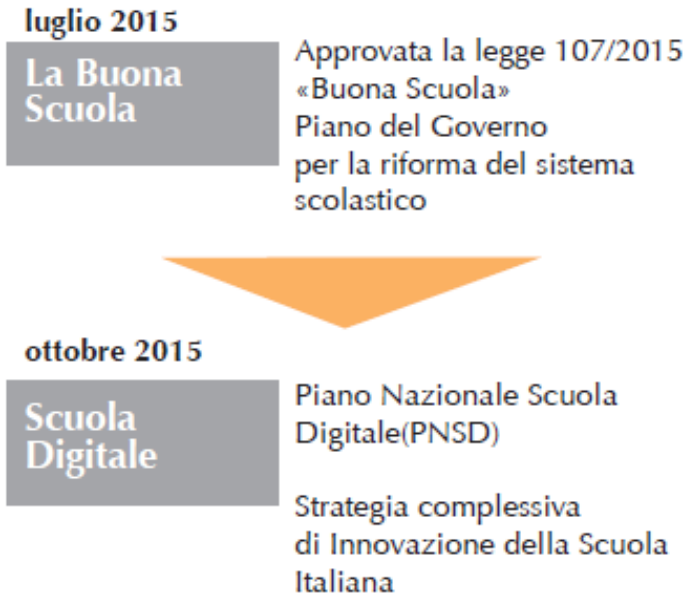 luglio 2015
La Buona
Scuola
Approvata la legge 107/2015
«Buona Scuola»
Piano del Governo
per la riforma del sistema
scolastico
ottobre 2015
Scuola
Digitale
Piano Nazionale Scuola
Digitale(PNSD)
Strategia complessiva
di Innovazione della Scuola
Italiana